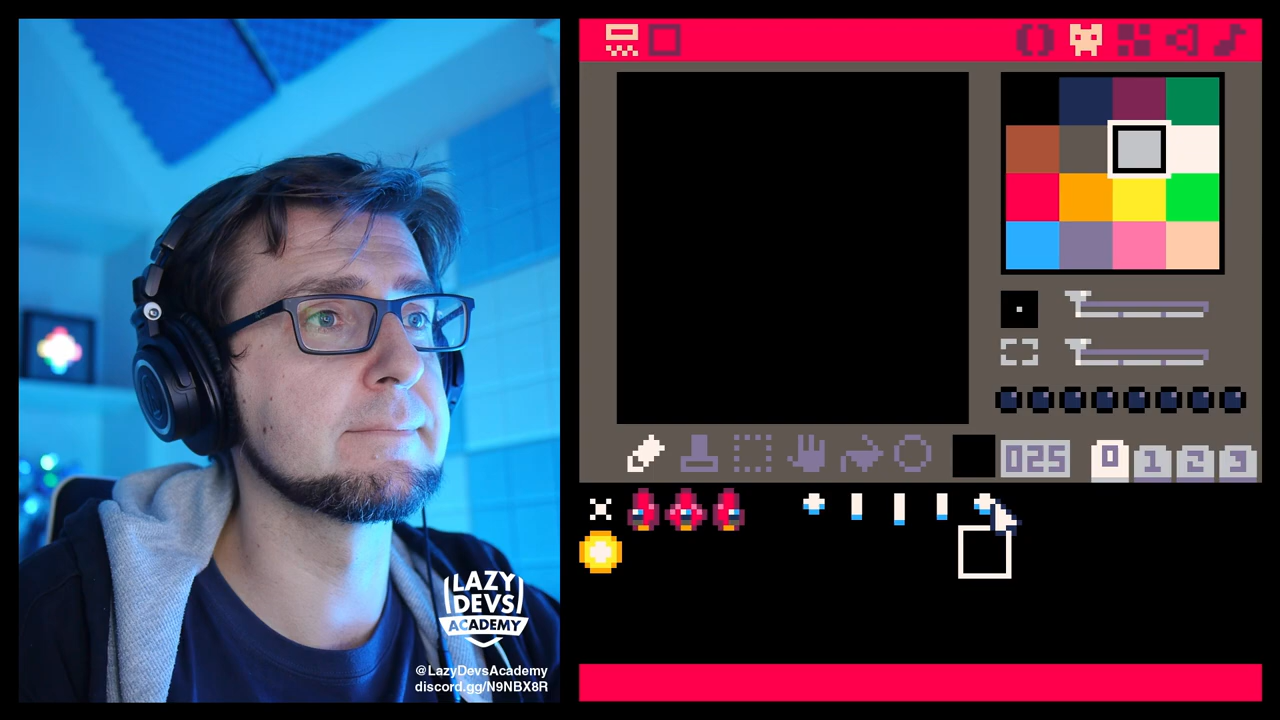 025
0 1 2 3
LAZY
DEVS
ACADEMY
@LazyDevsAcademy
discord.gg/N9NBX8R